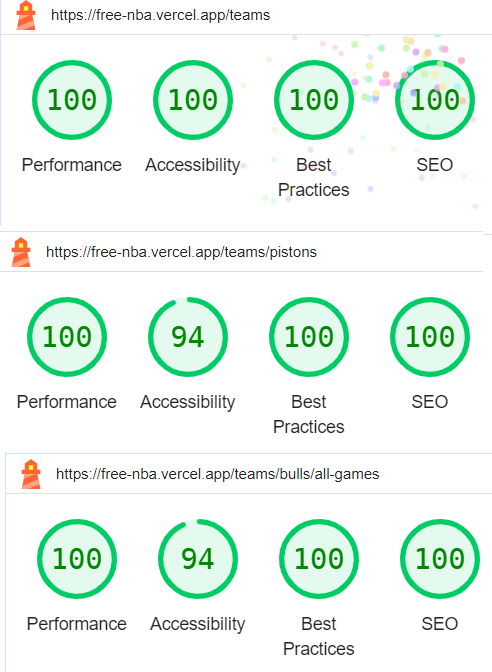 https://free-nba.vercel.app/teams
100 100 100 100
Performance Accessibility Best Practices SEO
https://free-nba.vercel.app/teams/pistons
100 94 100 100
Performance Accessibility Best Practices SEO
https://free-nba.vercel.app/teams/bulls/all-games
100 94 100 100
Performance Accessibility Best Practices SEO